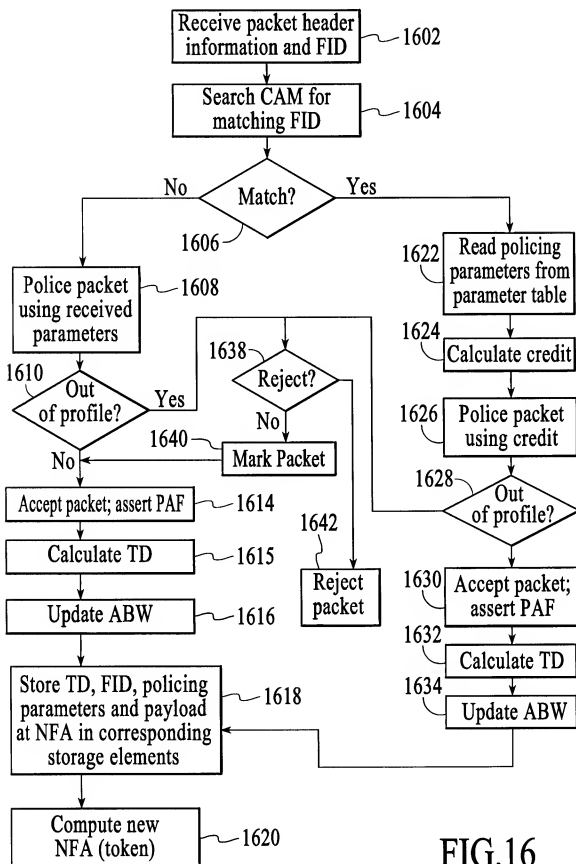 Receive packet header
information and FID
1602
Search CAM for
matching FID
1604
No
Match?
Yes
1606
Police packet
using received
parameters
1608
1610
Out
of profile?
Yes
No
1638
Reject?
No
1640
Mark Packet
1622
Read policing
parameters from
parameter table
1624
Calculate credit
1626
Police packet
using credit
1628
Out
of profile?
Accept packet; assert PAF
1614
Calculate TD
1615
Update ABW
1616
1642
Reject
packet
1630
Accept packet;
assert PAF
1632
Calculate TD
1634
Update ABW
Store TD, FID, policing
parameters and payload
at NFA in corresponding
storage elements
1618
Compute new
NFA (token)
1620
FIG.16